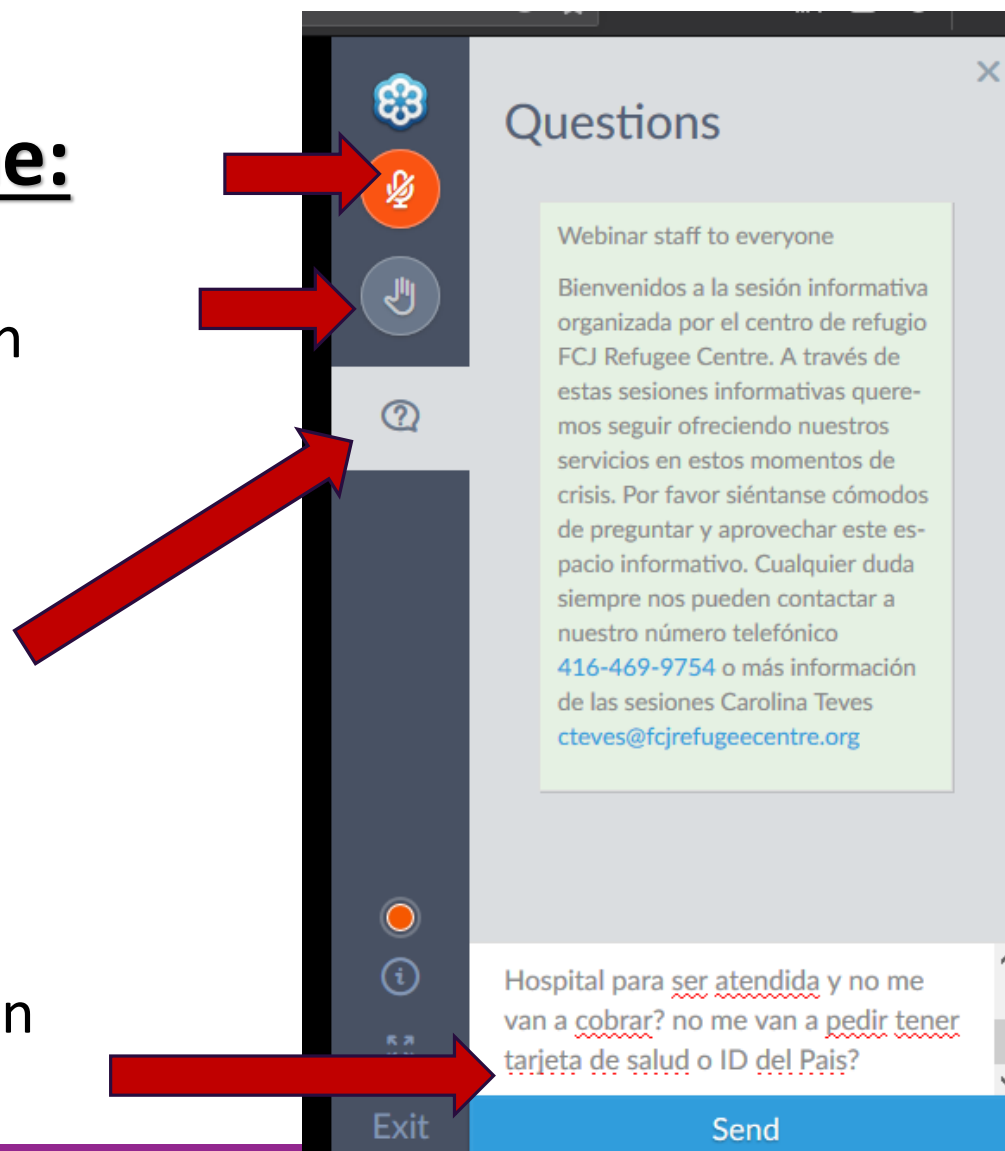 e:
n
n
Questions
Webinar staff to everyone
Bienvenidos a la sesión informativa
organizada por el centro de refugio
FCJ Refugee Centre. A través de
estas sesiones informativas quere-
mos seguir ofreciendo nuestros
servicios en estos momentos de
crisis. Por favor siéntanse cómodos
de preguntar y aprovechar este es-
pacio informativo. Cualquier duda
siempre nos pueden contactar a
nuestro número telefónico
416-469-9754 o más información
de las sesiones Carolina Teves
cteves@fcjrefugeecentre.org
Hospital para ser atendida y no me
van a cobrar? no me van a pedir tener
tarjeta de salud o ID del Pais?
Exit
Send